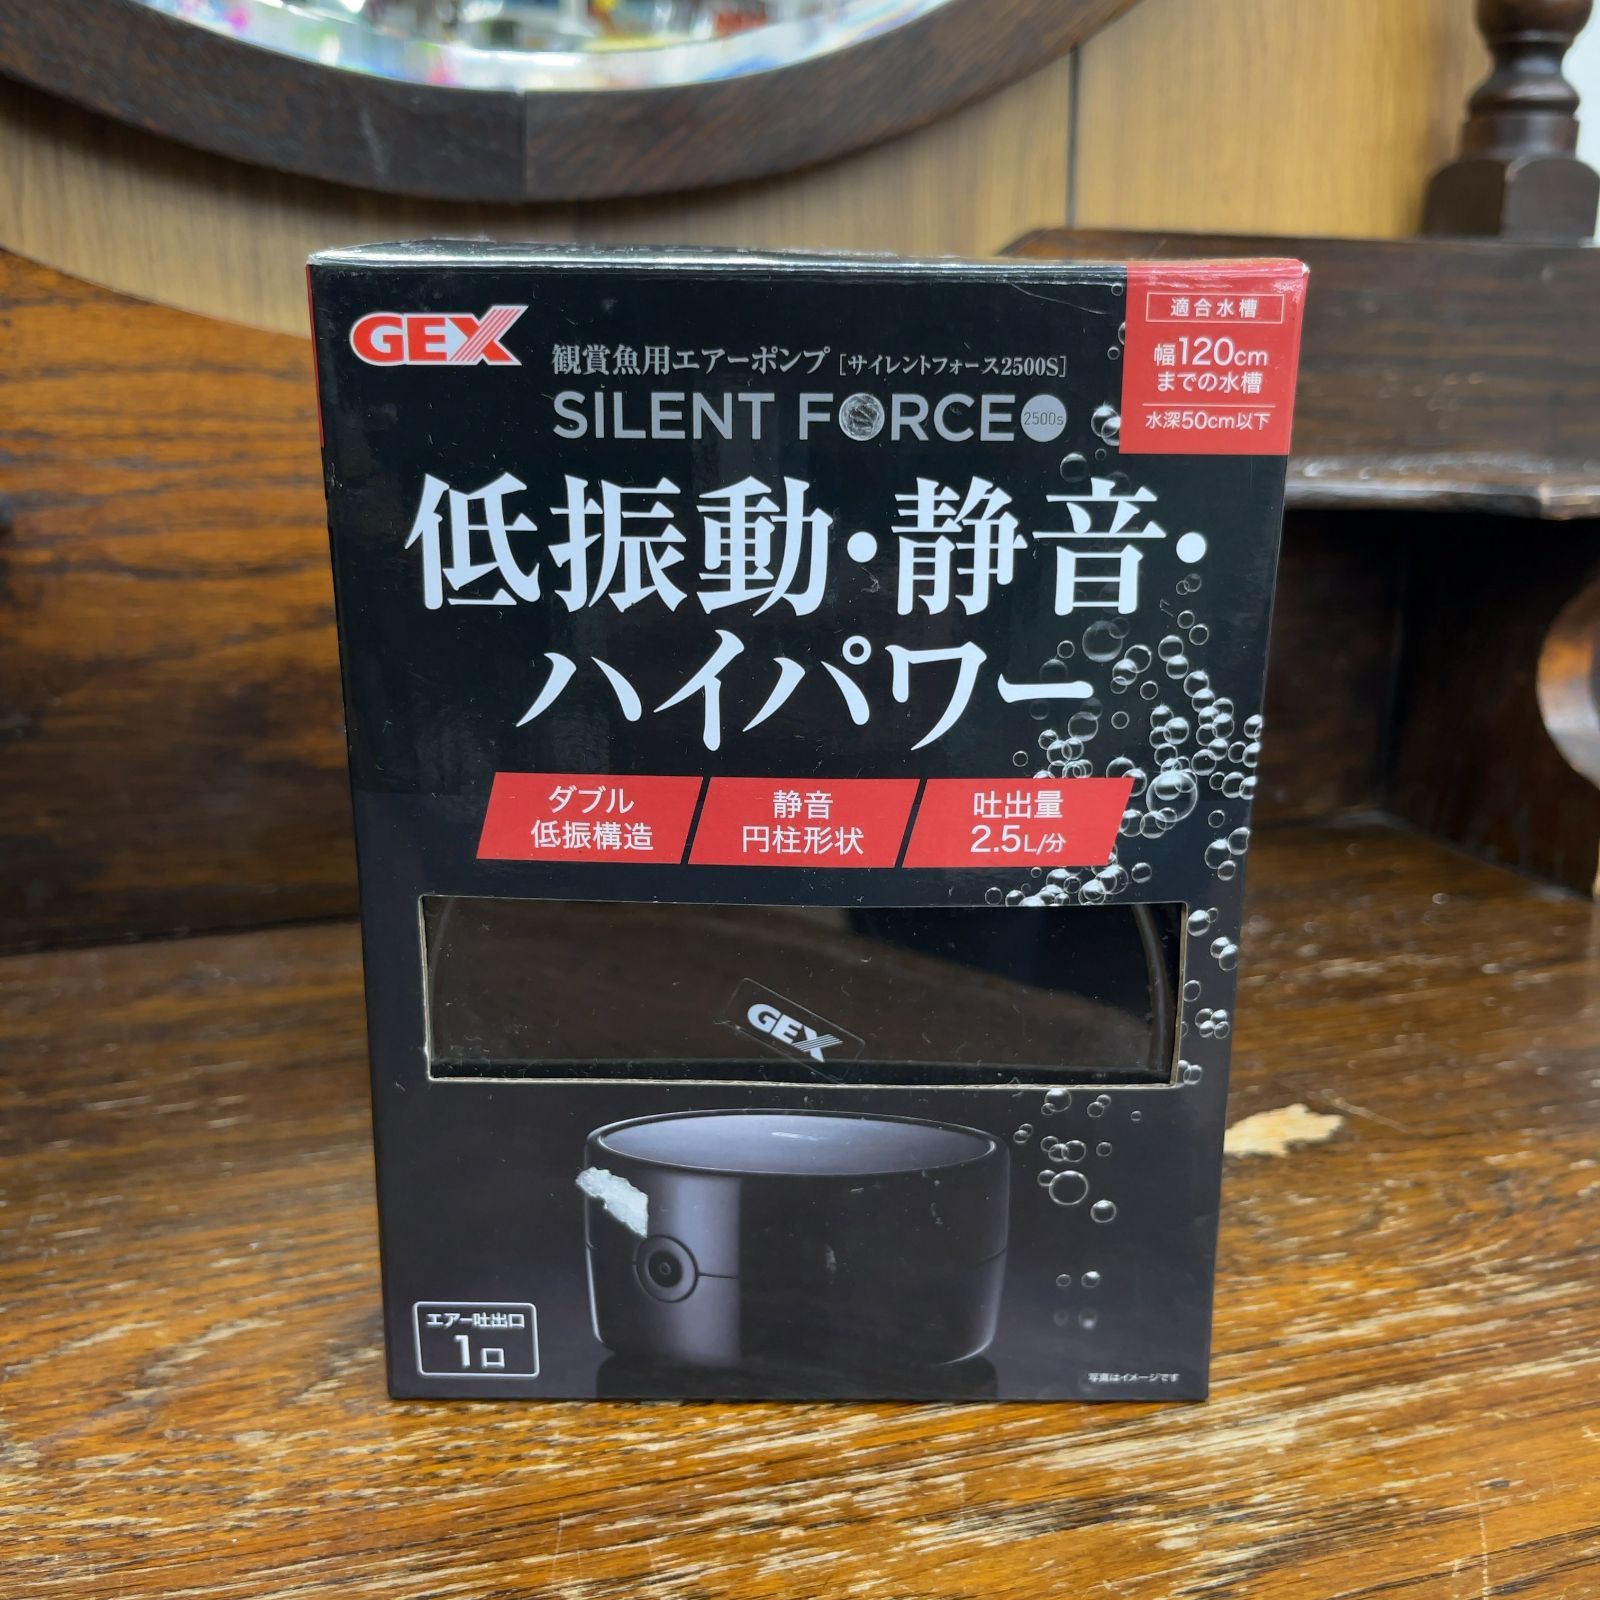 GEX
観賞魚用エアーポンプ［サイレントフォース2500S］
SILENT FORCE 2500s
適合水槽
幅120cm
までの水槽
水深50cm以下
低振動・静音・
ハイパワー
ダブル
低振構造
静音
円柱形状
吐出量
2.5L/分
GEX
エアー吐出口
1口
写真はイメージです